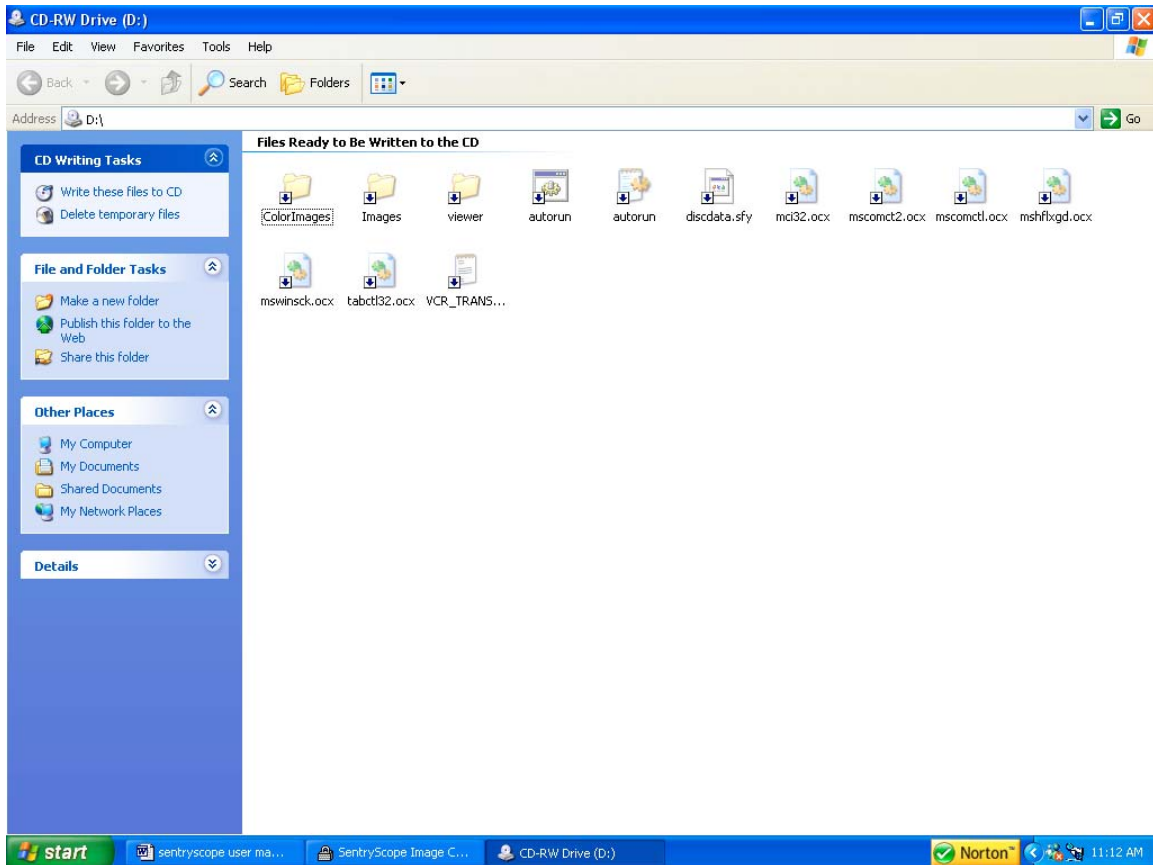 CD-RW Drive (D:)
File Edit View Favorites Tools Help
Back Search Folders
Address D:\ Go
Files Ready to Be Written to the CD
CD Writing Tasks
Write these files to CD
Delete temporary files
File and Folder Tasks
Make a new folder
Publish this folder to the
Web
Share this folder
Other Places
My Computer
My Documents
Shared Documents
My Network Places
Details
ColorImages Images viewer autorun autorun discdata.sfy mci32.ocx mscomct2.ocx mscomctl.ocx mshflxgd.ocx
mswinsck.ocx tabctl32.ocx VCR_TRANS...
start sentryscope user ma... SentryScope Image C... CD-RW Drive (D:) Norton™ 11:12 AM